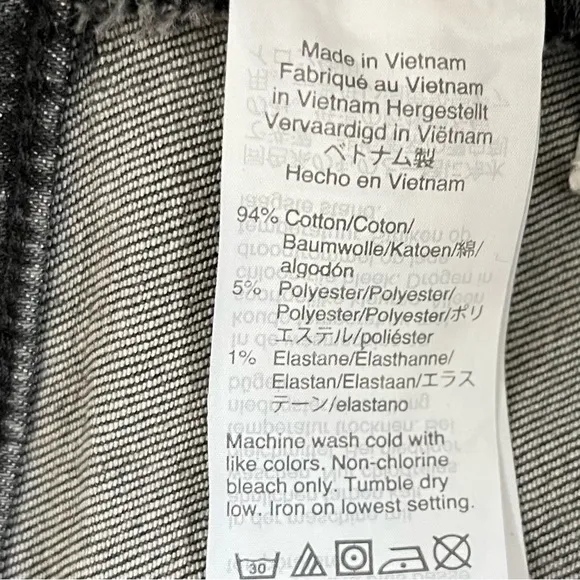 Made in Vietnam
Fabriqué au Vietnam
in Vietnam Hergestellt
Vervaardigd in Viëtnam
ベトナム製
Hecho en Vietnam
94% Cotton/Coton/
Baumwolle/Katoen/綿/
algodón
5% Polyester/Polyester/
Polyester/Polyester/ポリ
エステル/poliéster
1% Elastane/Élasthanne/
Elastan/Elastaan/エラス
テーン/elastano
Machine wash cold with
like colors. Non-chlorine
bleach only. Tumble dry
low. Iron on lowest setting.
30